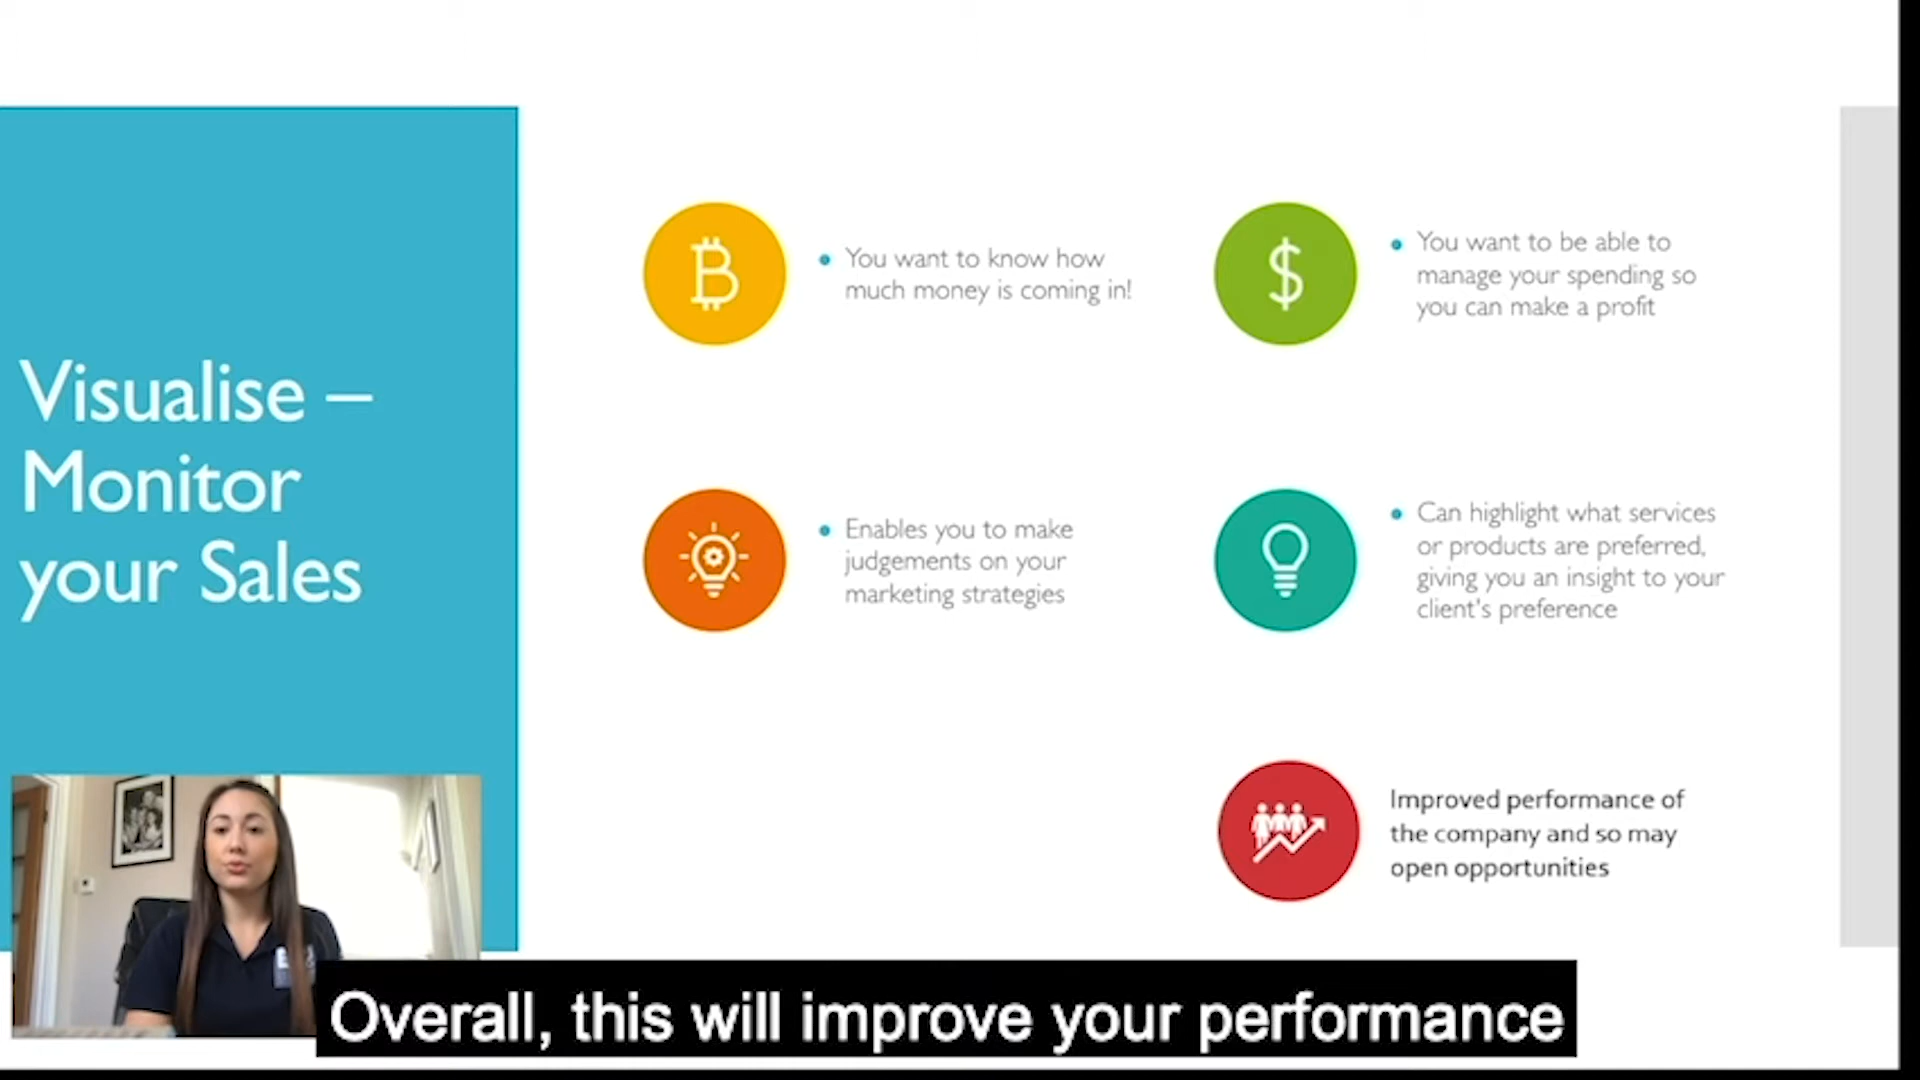 Visualise –
Monitor
your Sales
You want to know how
much money is coming in!
You want to be able to
manage your spending so
you can make a profit
Enables you to make
judgements on your
marketing strategies
Can highlight what services
or products are preferred,
giving you an insight to your
client's preference
Improved performance of
the company and so may
open opportunities
Overall, this will improve your performance